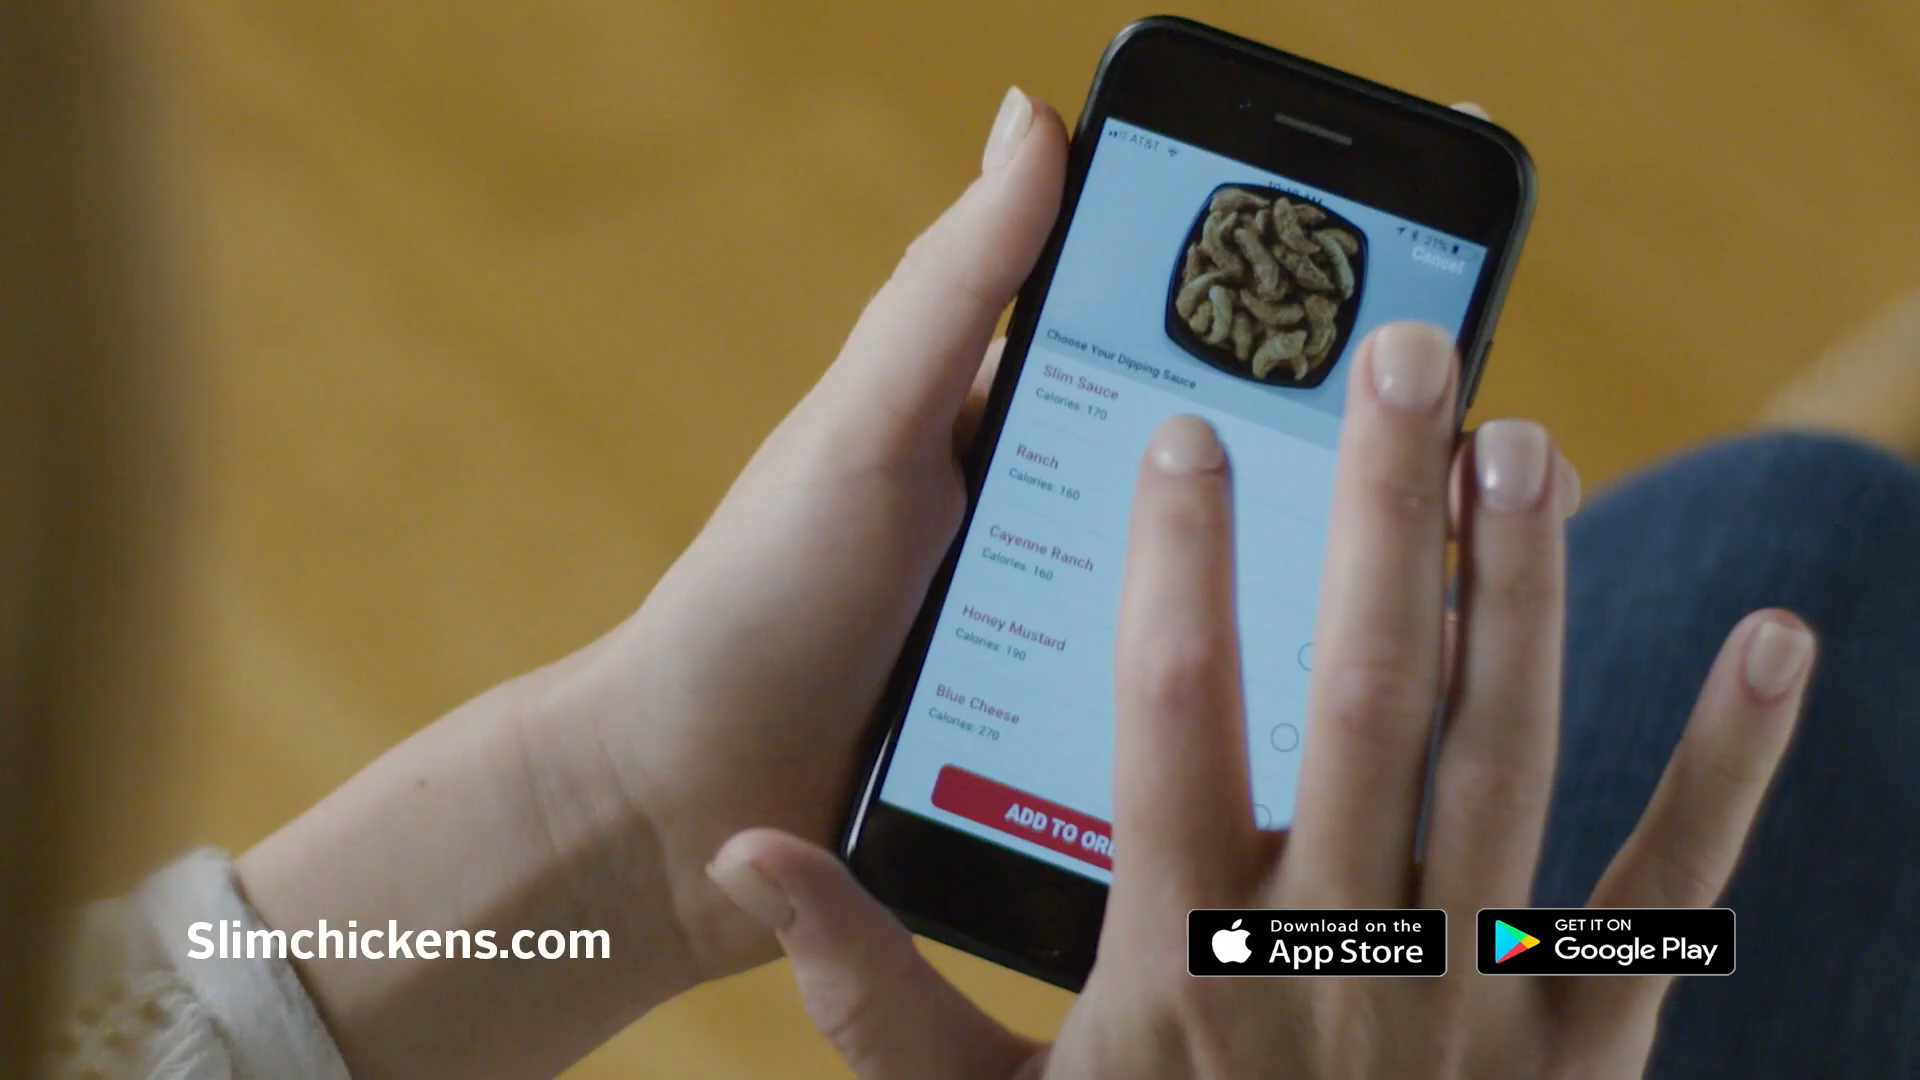 AT&T
21%
Cancel
Choose Your Dipping Sauce
Slim Sauce
Calories: 170
Ranch
Calories: 160
Cayenne Ranch
Calories: 160
Honey Mustard
Calories: 190
Blue Cheese
Calories: 270
ADD TO OR
Slimchickens.com
Download on the
App Store
GET IT ON
Google Play